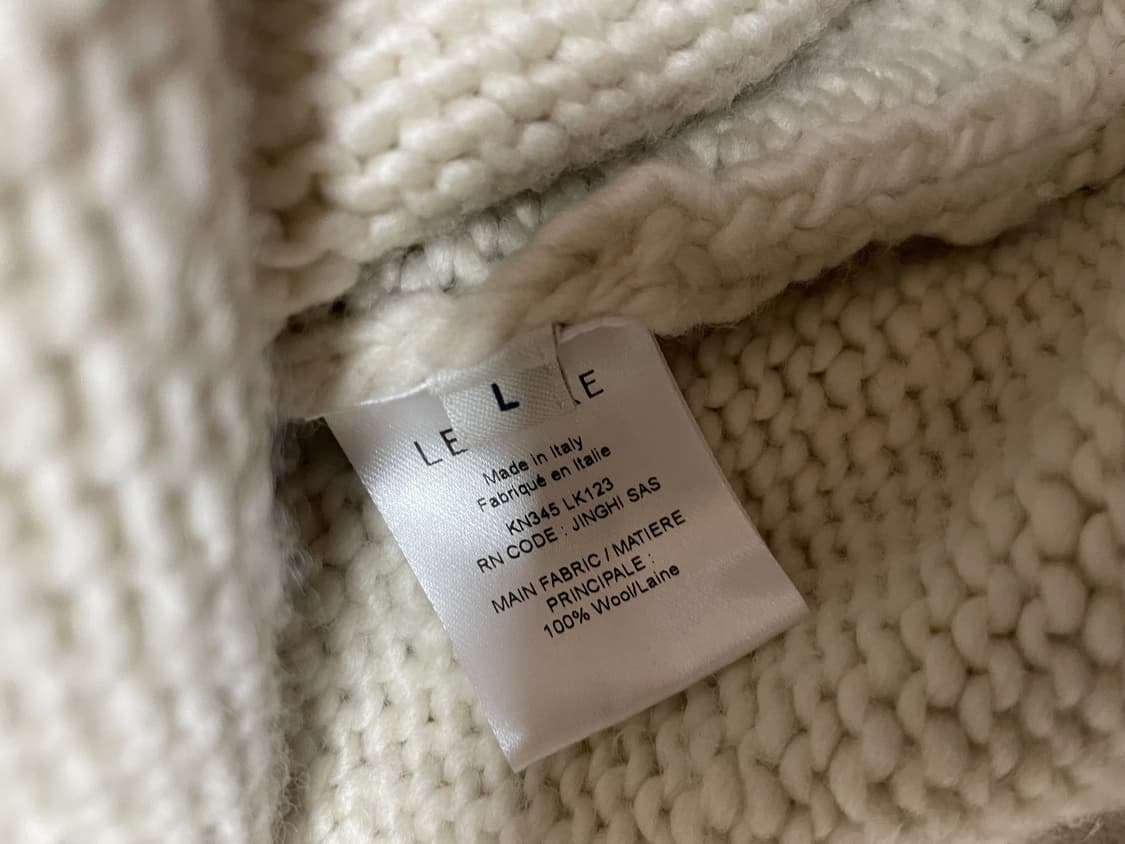 L
LE E
Made in Italy
Fabriqué en Italie
KN345 LK123
RN CODE : JINGHI SAS
MAIN FABRIC / MATIERE
PRINCIPALE :
100% Wool/Laine